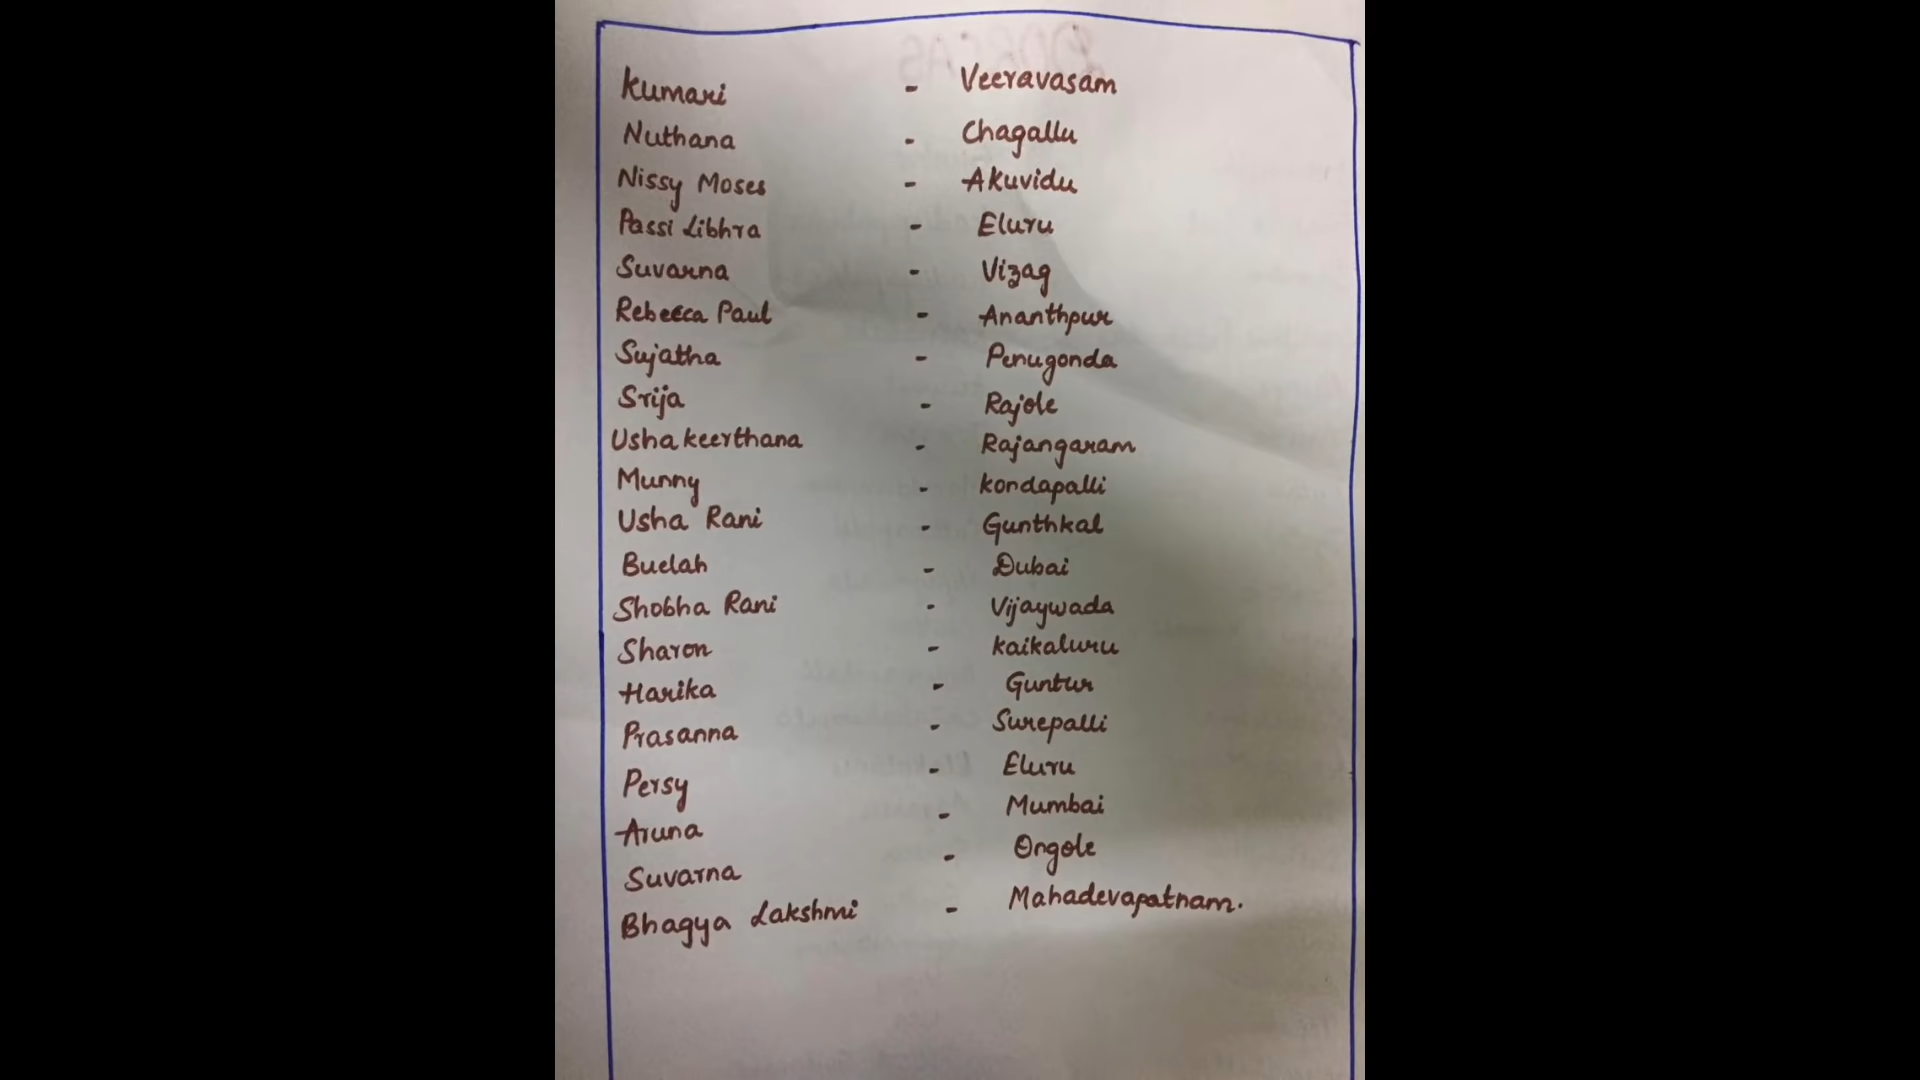 Kumari - Veeravasam
Nuthana - Chagallu
Nissy Moses - Akuvidu
Passi Libhra - Eluru
Suvarna - Vizag
Rebecca Paul - Ananthpur
Sujatha - Penugonda
Srija - Rajole
Usha keerthana - Rajangaram
Munny - kondapalli
Usha Rani - Gunthkal
Buelah - Dubai
Shobha Rani - Vijaywada
Sharon - kaikaluru
Harika - Guntur
Prasanna - Surepalli
Persy - Eluru
Aruna - Mumbai
Suvarna - Ongole
Bhagya Lakshmi - Mahadevapatnam.